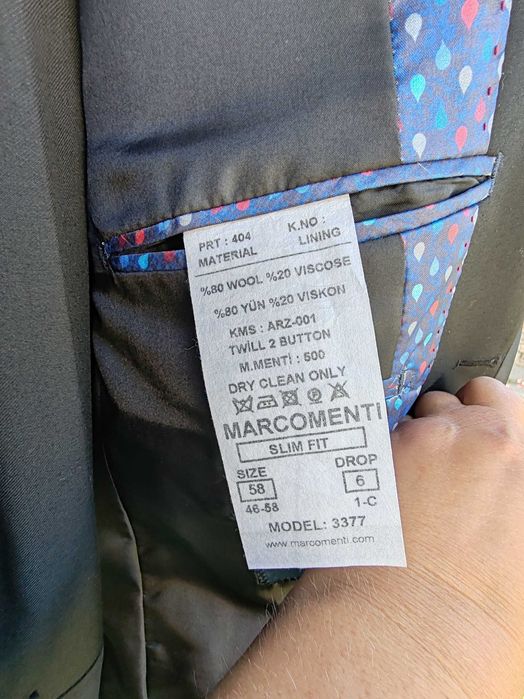 PRT : 404 K.NO :
MATERIAL LINING
%80 WOOL %20 VISCOSE
%80 YÜN %20 VISKON
KMS : ARZ-001
TWİLL 2 BUTTON
M.MENTİ : 500
DRY CLEAN ONLY
MARCOMENTI
SLIM FIT
SIZE DROP
58 6
46-58 1-C
MODEL: 3377
www.marcomenti.com